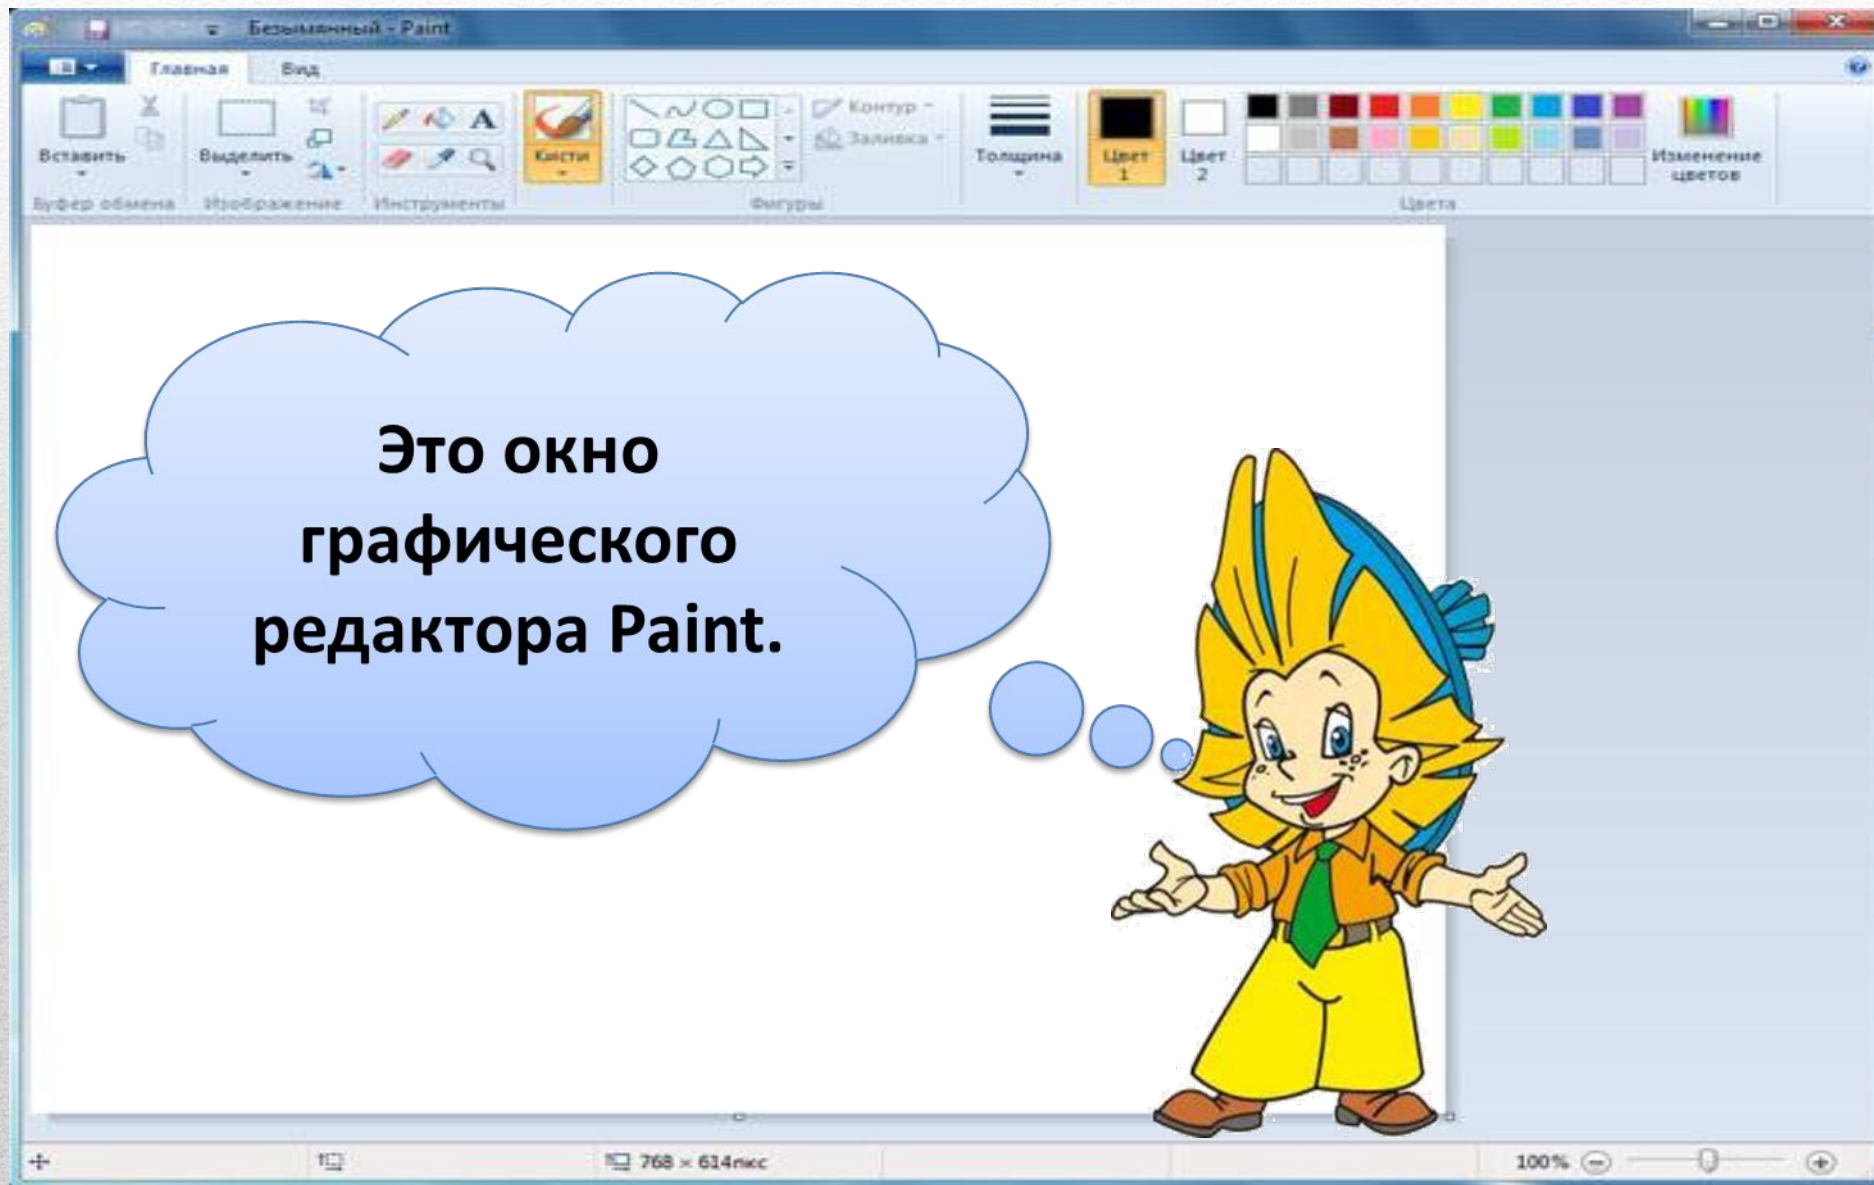 Безымянный - Paint
Главная Вид
Вставить
Выделить
Кисти
Контур
Заливка
Толщина
Цвет 1
Цвет 2
Изменение цветов
Буфер обмена Изображение Инструменты Фигуры Цвета
Это окно
графического
редактора Paint.
768 × 614пкс 100%